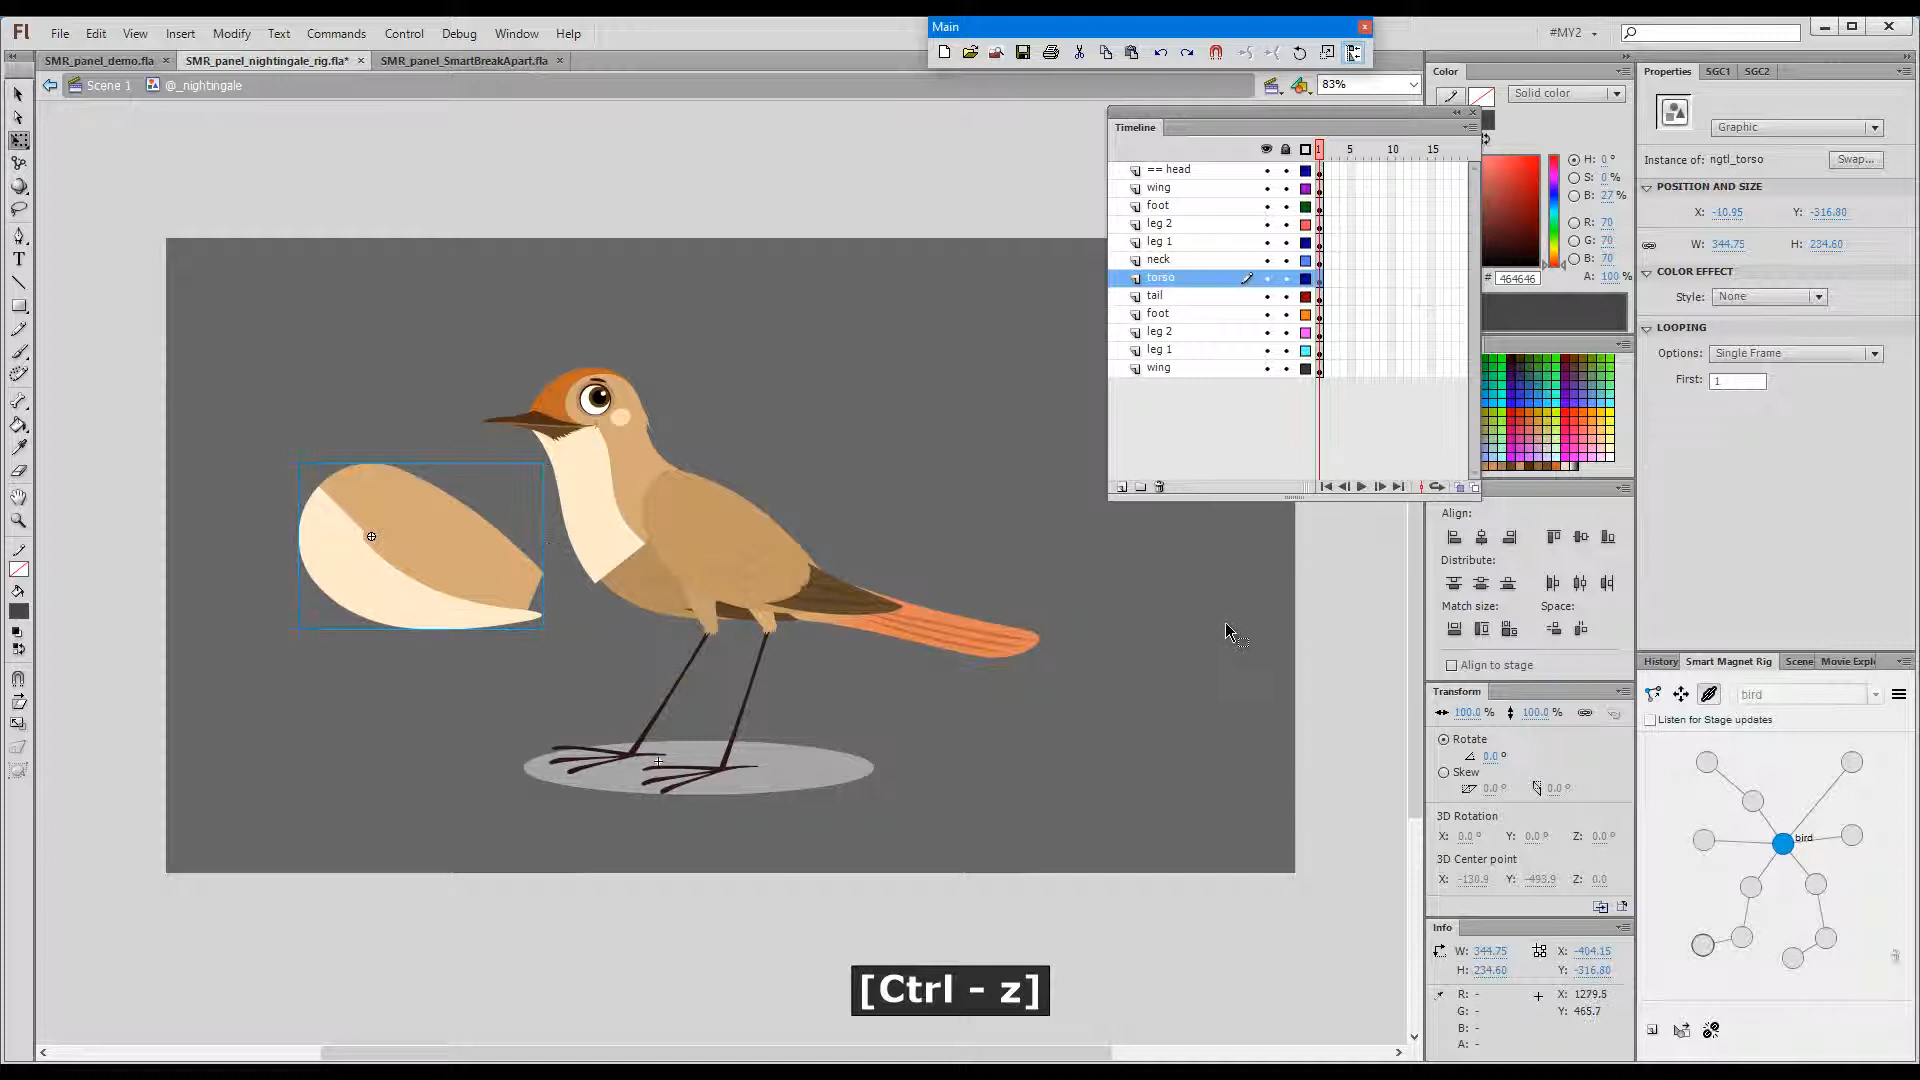 Main
Fl File Edit View Insert Modify Text Commands Control Debug Window Help
#MY2
SMR_panel_demo.fla × SMR_panel_nightingale_rig.fla* × SMR_panel_SmartBreakApart.fla ×
Scene 1 @_nightingale
83%
Timeline
1 5 10 15
== head
wing
foot
leg 2
leg 1
neck
torso
tail
foot
leg 2
leg 1
wing
Color
Solid color
H: 0 °
S: 0 %
B: 27 %
R: 70
G: 70
B: 70
# 464646
A: 100 %
Align:
Distribute:
Match size: Space:
Align to stage
Transform
100.0 % 100.0 %
Rotate
0.0 °
Skew
0.0 ° 0.0 °
3D Rotation
X: 0.0 ° Y: 0.0 ° Z: 0.0 °
3D Center point
X: -130.9 Y: -493.9 Z: 0.0
Info
W: 344.75 X: -404.15
H: 234.60 Y: -316.80
R: - X: 1279.5
G: - Y: 465.7
B: -
A: -
Properties SGC1 SGC2
Graphic
Instance of: ngtl_torso Swap...
POSITION AND SIZE
X: -10.95 Y: -316.80
W: 344.75 H: 234.60
COLOR EFFECT
Style: None
LOOPING
Options: Single Frame
First: 1
History Smart Magnet Rig Scene Movie Expl
bird
Listen for Stage updates
bird
[Ctrl - z]